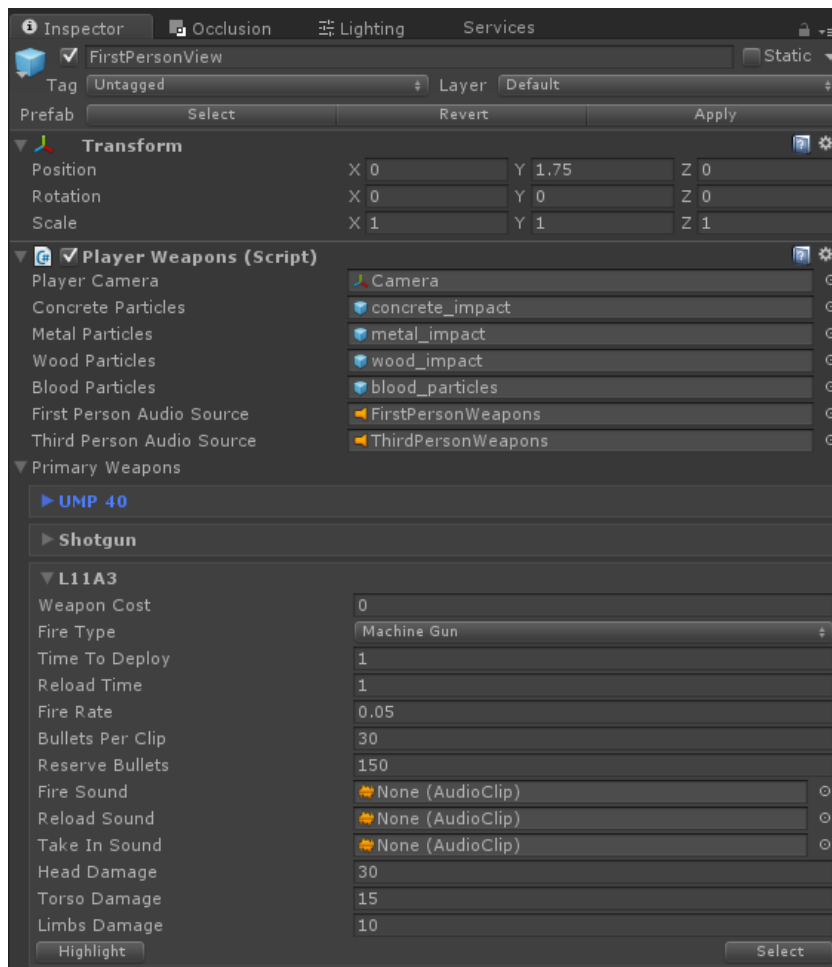 Inspector Occlusion Lighting Services
FirstPersonView Static
Tag Untagged Layer Default
Prefab Select Revert Apply
Transform
Position X 0 Y 1.75 Z 0
Rotation X 0 Y 0 Z 0
Scale X 1 Y 1 Z 1
Player Weapons (Script)
Player Camera Camera
Concrete Particles concrete_impact
Metal Particles metal_impact
Wood Particles wood_impact
Blood Particles blood_particles
First Person Audio Source FirstPersonWeapons
Third Person Audio Source ThirdPersonWeapons
Primary Weapons
UMP 40
Shotgun
L11A3
Weapon Cost 0
Fire Type Machine Gun
Time To Deploy 1
Reload Time 1
Fire Rate 0.05
Bullets Per Clip 30
Reserve Bullets 150
Fire Sound None (AudioClip)
Reload Sound None (AudioClip)
Take In Sound None (AudioClip)
Head Damage 30
Torso Damage 15
Limbs Damage 10
Highlight Select